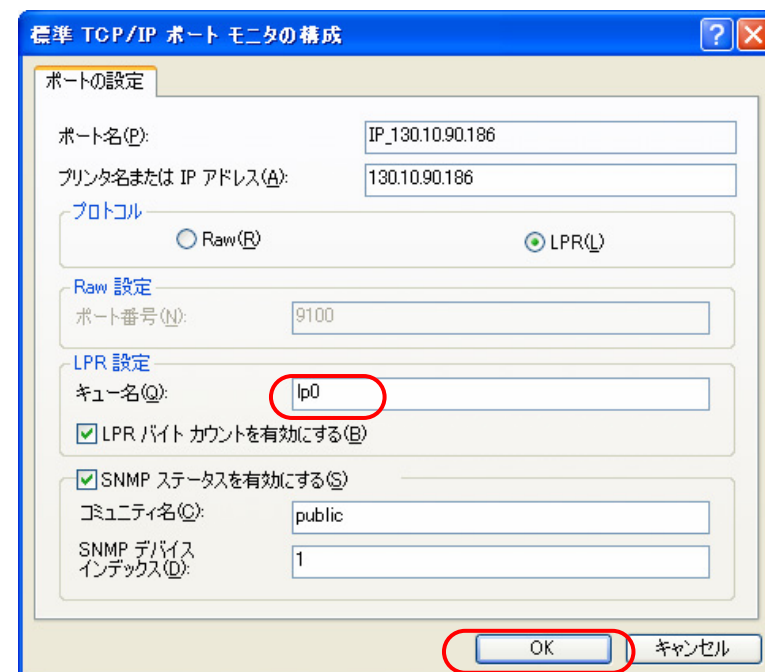 標準 TCP/IP ポート モニタの構成
ポートの設定
ポート名(P): IP_130.10.90.186
プリンタ名または IP アドレス(A): 130.10.90.186
プロトコル
Raw(R) LPR(L)
Raw 設定
ポート番号(N): 9100
LPR 設定
キュー名(Q): lp0
LPR バイト カウントを有効にする(B)
SNMP ステータスを有効にする(S)
コミュニティ名(C): public
SNMP デバイス
インデックス(D): 1
OK キャンセル